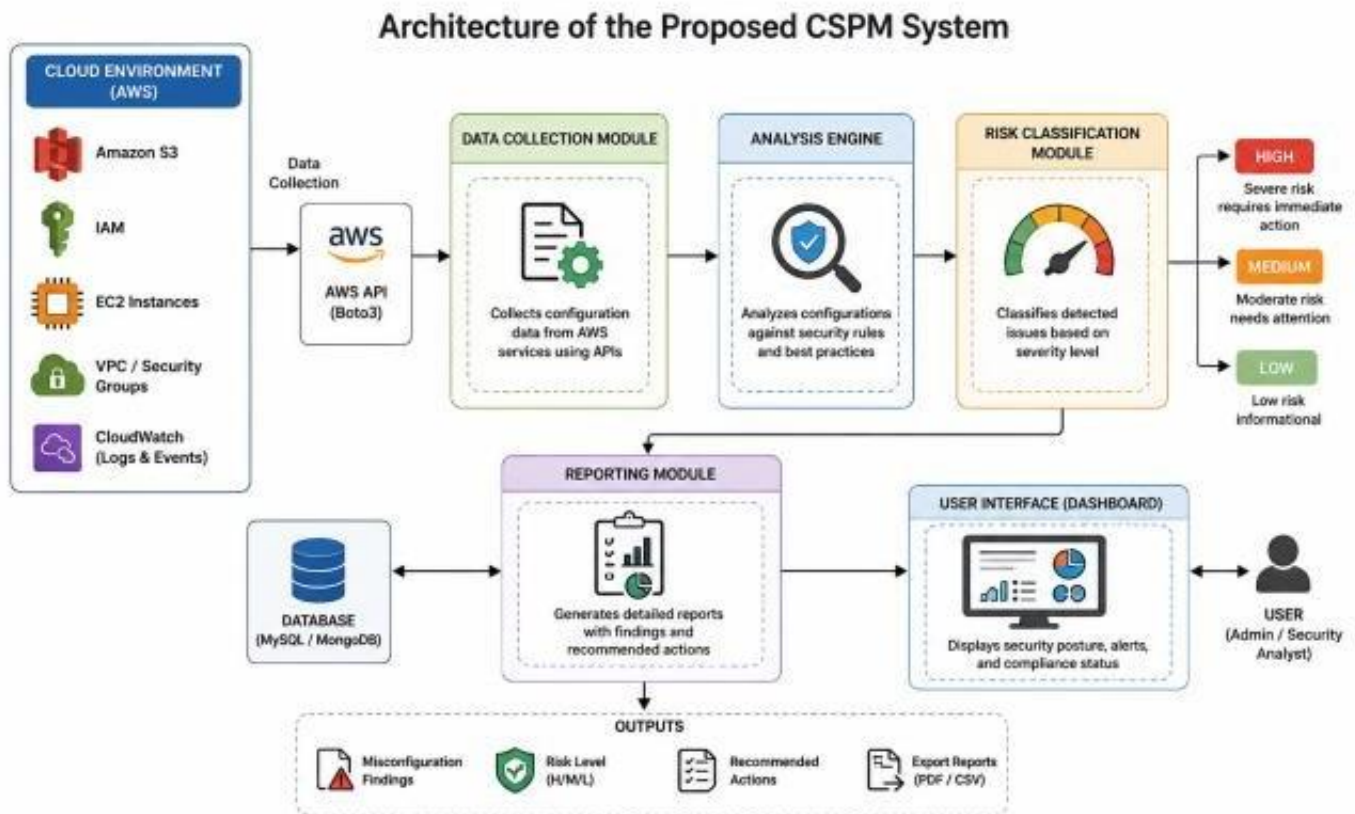 Architecture of the Proposed CSPM System
CLOUD ENVIRONMENT
(AWS)
Amazon S3
IAM
EC2 Instances
VPC / Security
Groups
CloudWatch
(Logs & Events)
Data
Collection
aws
AWS API
(Boto3)
DATA COLLECTION MODULE
Collects configuration
data from AWS
services using APIs
ANALYSIS ENGINE
Analyzes configurations
against security rules
and best practices
RISK CLASSIFICATION
MODULE
Classifies detected
issues based on
severity level
HIGH
Severe risk
requires immediate
action
MEDIUM
Moderate risk
needs attention
LOW
Low risk
informational
REPORTING MODULE
Generates detailed reports
with findings and
recommended actions
DATABASE
(MySQL / MongoDB)
USER INTERFACE (DASHBOARD)
Displays security posture, alerts,
and compliance status
USER
(Admin / Security
Analyst)
OUTPUTS
Misconfiguration
Findings
Risk Level
(H/M/L)
Recommended
Actions
Export Reports
(PDF / CSV)